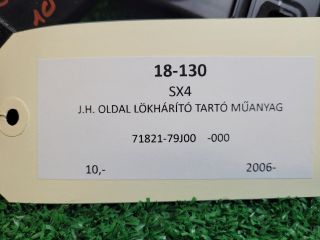 18-130
SX4
J.H. OLDAL LÖKHÁRÍTÓ TARTÓ MŰANYAG
71821-79J00 -000
10,- 2006-